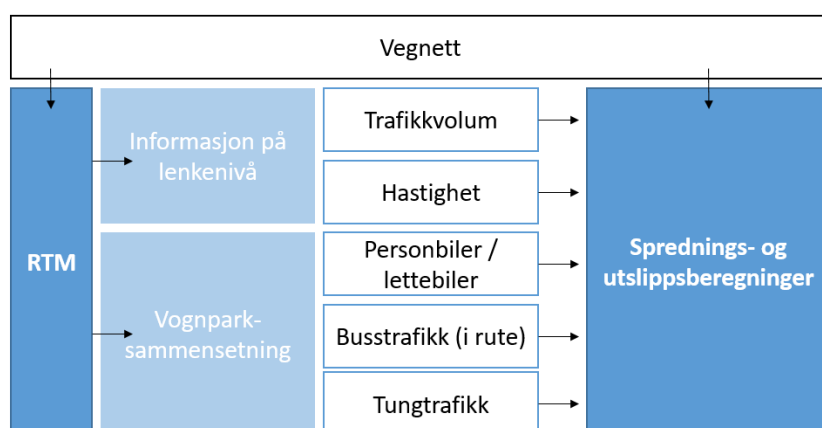 Vegnett
RTM
Informasjon på
lenkenivå
Vognpark-
sammensetning
Trafikkvolum
Hastighet
Personbiler /
lettebiler
Busstrafikk (i rute)
Tungtrafikk
Sprednings- og
utslippsberegninger